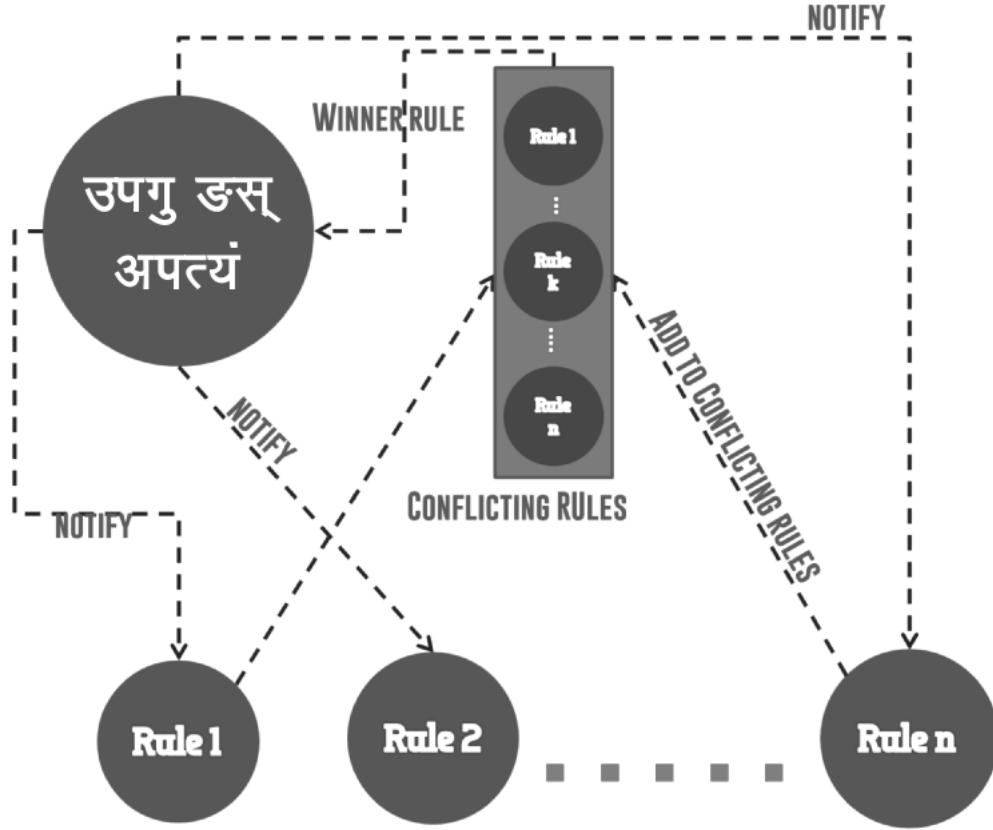 NOTIFY
WINNER RULE
Rule 1
उपगु ङस्
अपत्यं
Rule
k
ADD TO CONFLICTING RULES
Rule
n
NOTIFY
CONFLICTING RULES
NOTIFY
Rule 1
Rule 2
Rule n